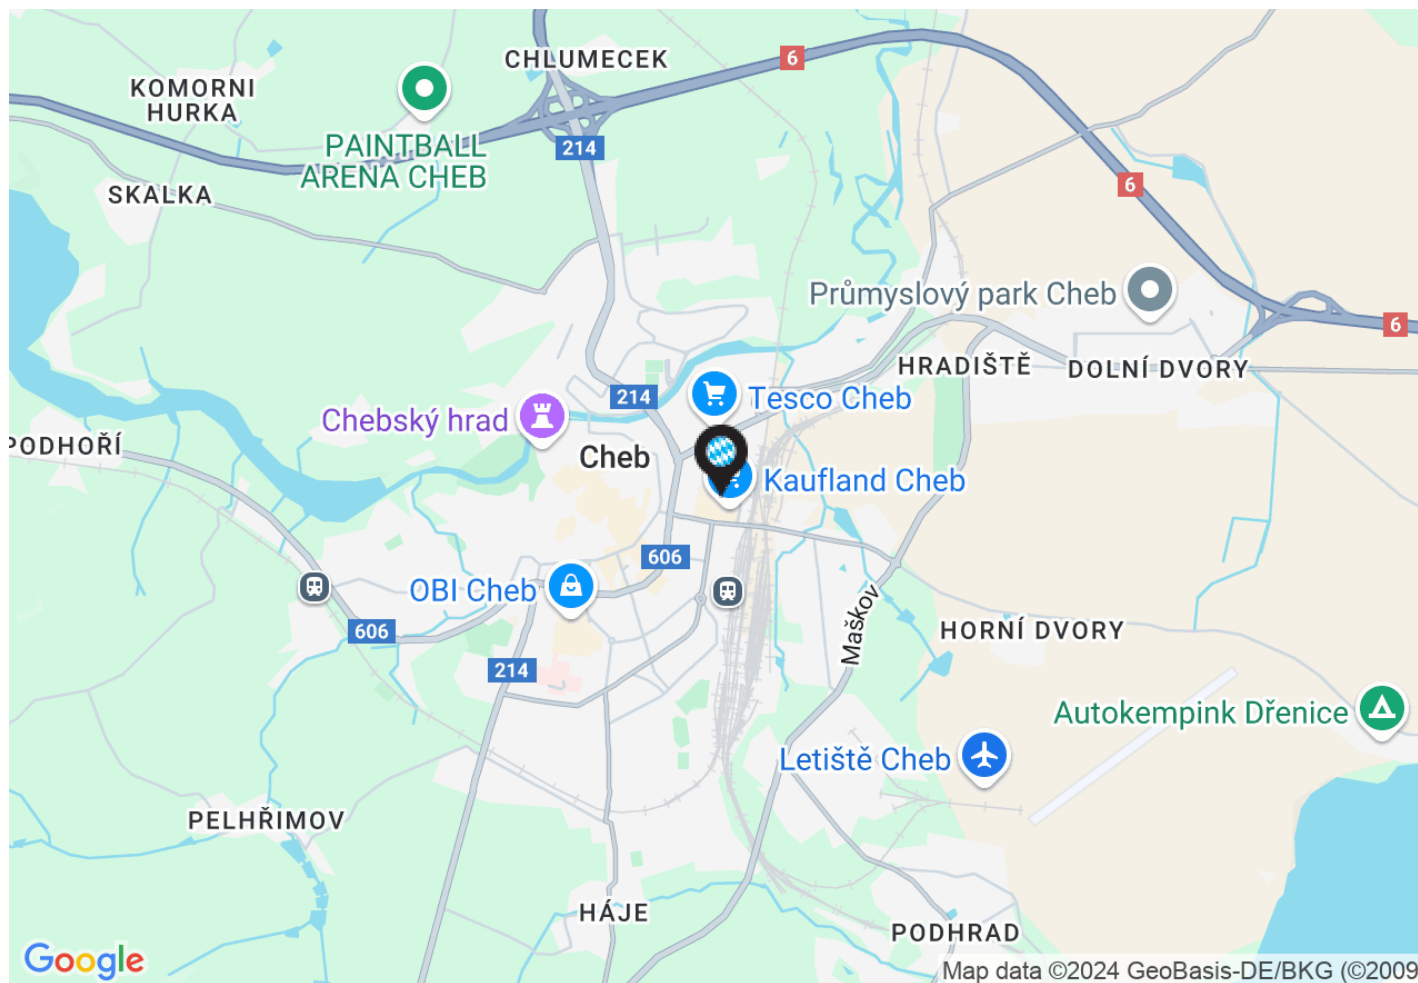 CHLUMECEK
6
KOMORNI
HURKA
PAINTBALL
ARENA CHEB
214
6
SKALKA
Průmyslový park Cheb
6
HRADIŠTĚ
DOLNÍ DVORY
214
Tesco Cheb
Chebský hrad
PODHOŘÍ
Cheb
Kaufland Cheb
606
OBI Cheb
606
Maškov
HORNÍ DVORY
214
Autokempink Dřenice
Letiště Cheb
PELHŘIMOV
HÁJE
PODHRAD
Google
Map data ©2024 GeoBasis-DE/BKG (©2009